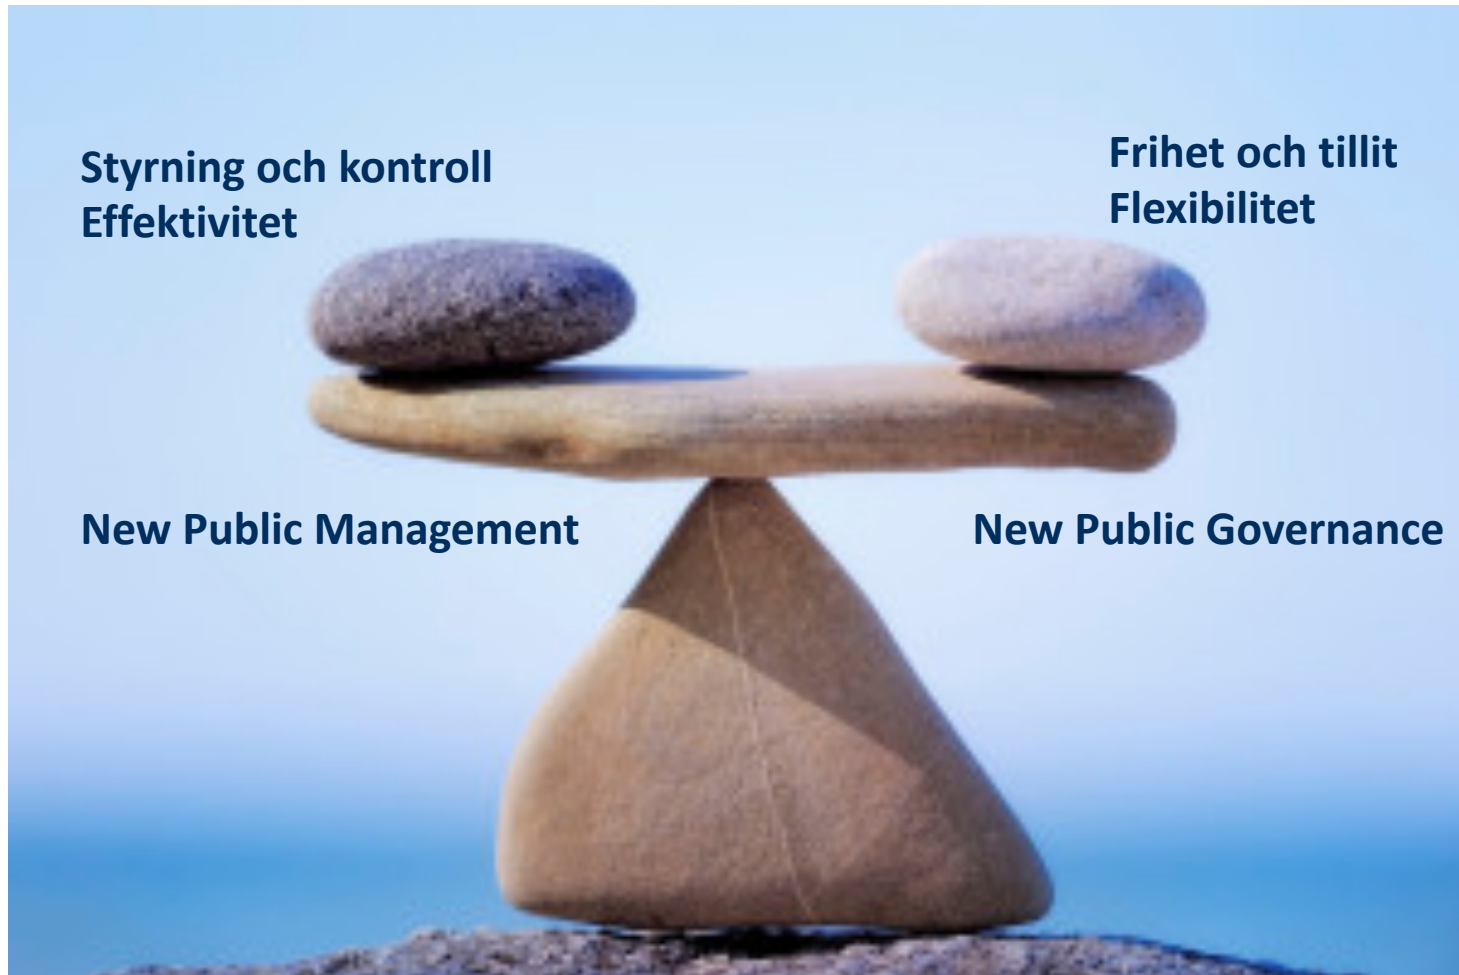 Styrning och kontroll
Effektivitet
Frihet och tillit
Flexibilitet
New Public Management
New Public Governance